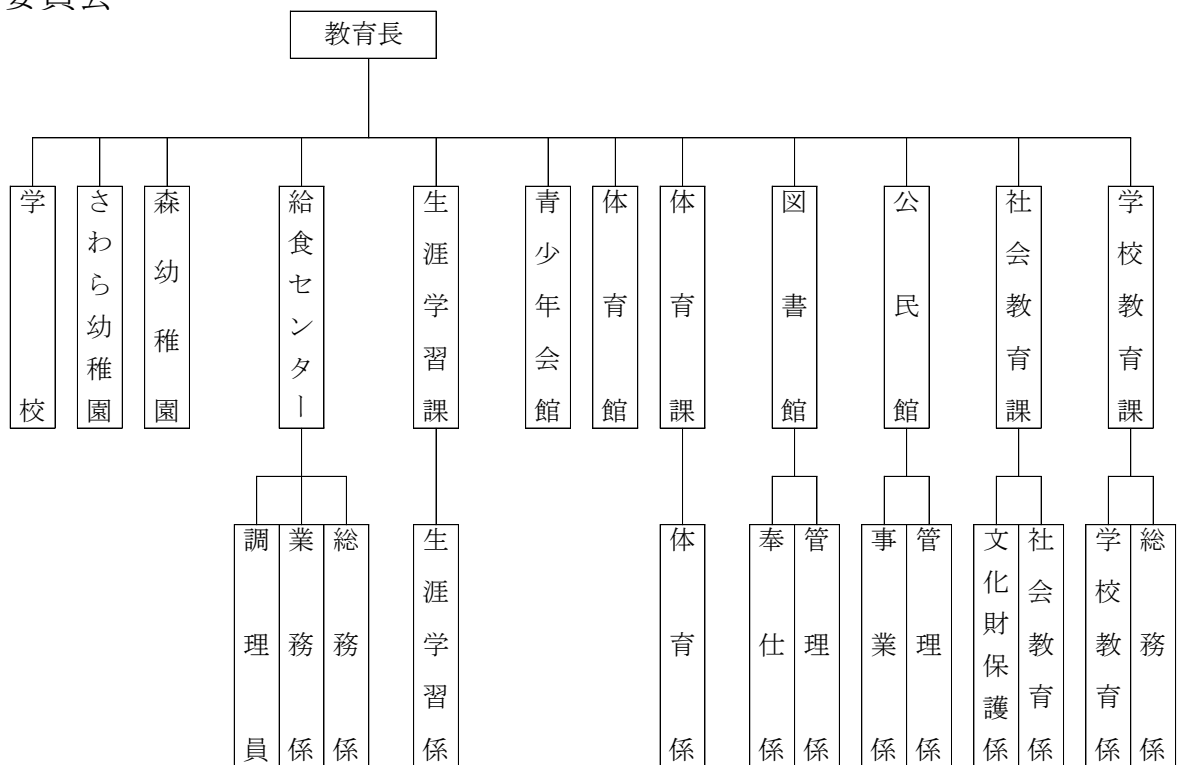 委員会
教育長
学校教育課
社会教育課
公民館
図書館
体育課
体育館
青少年会館
生涯学習課
給食センター
森幼稚園
さわら幼稚園
学校
総務係
学校教育係
社会教育係
文化財保護係
管理係
事業係
管理係
奉仕係
体育係
生涯学習係
総務係
業務係
調理員